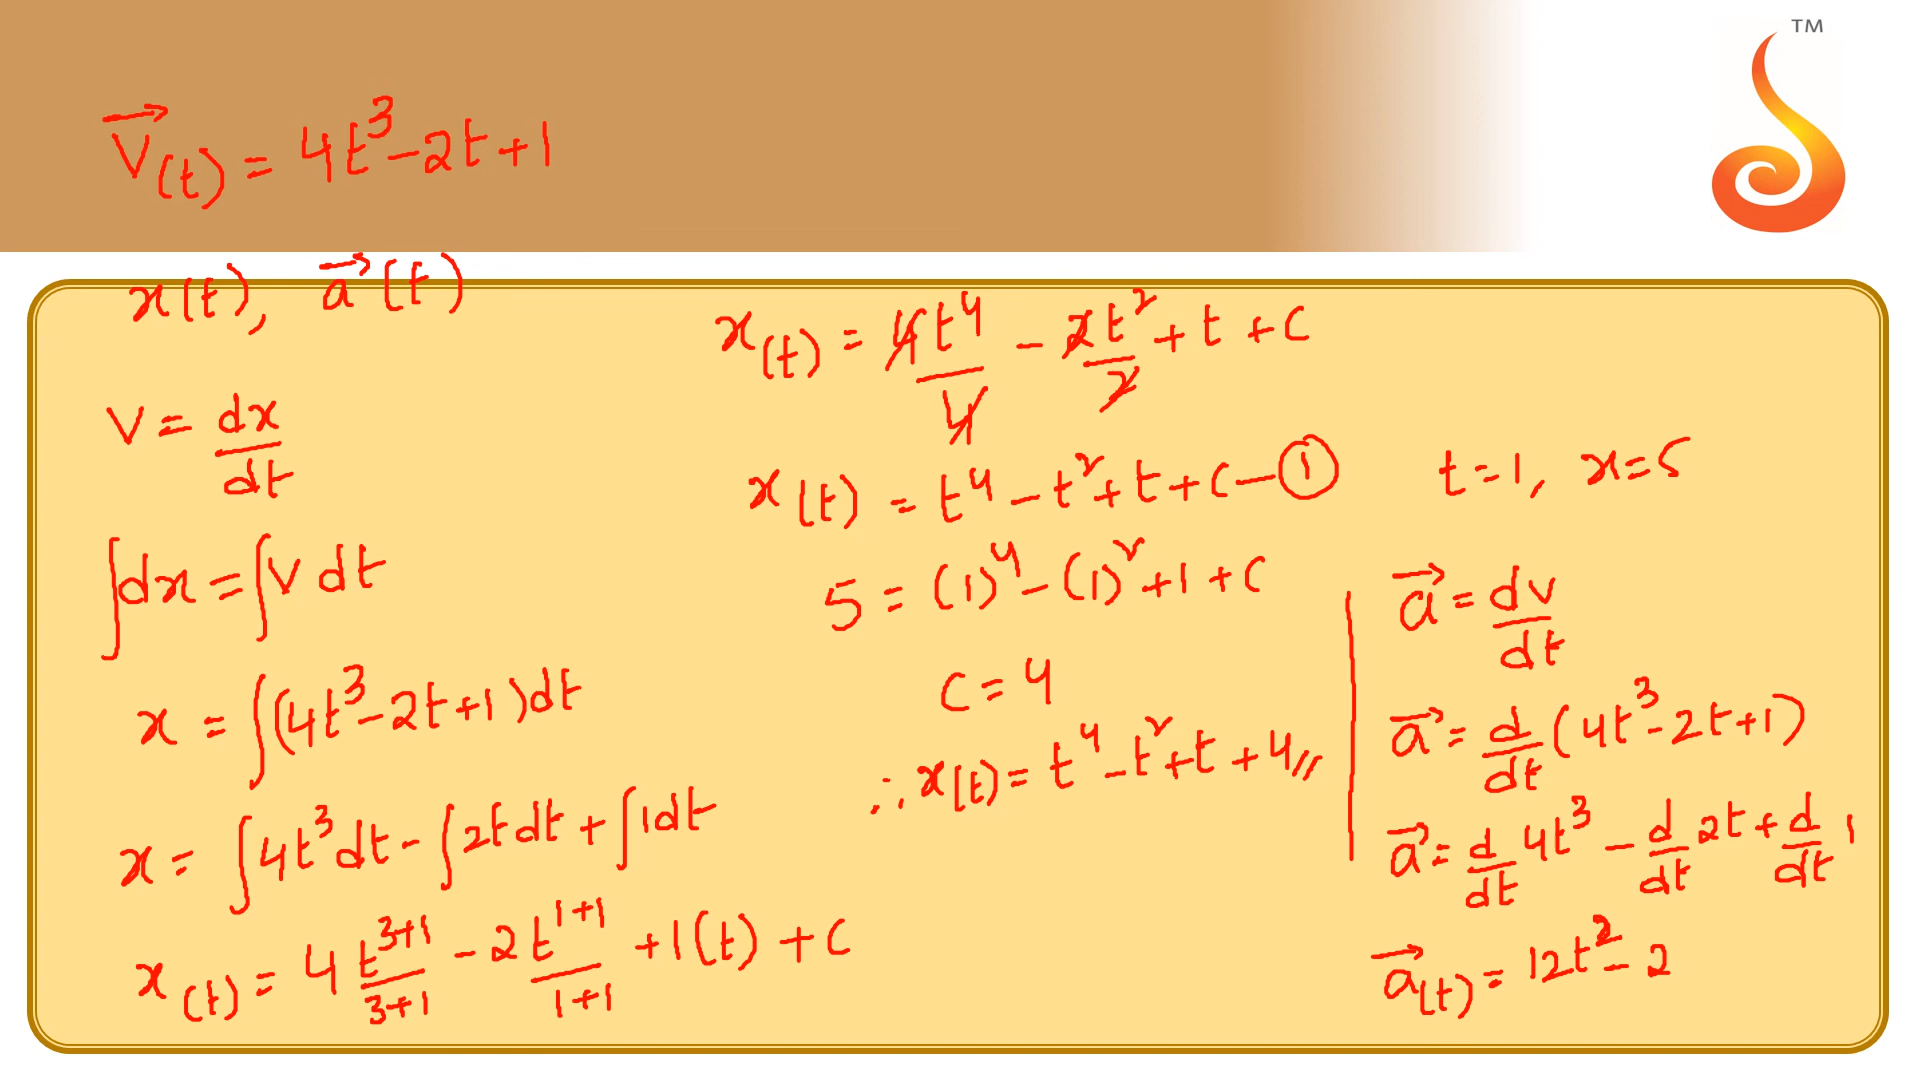 TM
v⃗(t) = 4t³ - 2t + 1
x(t), a⃗(t)
v = dx/dt
∫dx = ∫v dt
x = ∫(4t³ - 2t + 1)dt
x = ∫4t³dt - ∫2tdt + ∫1dt
x(t) = 4 t³⁺¹/3+1 - 2 t¹⁺¹/1+1 + 1(t) + c
x(t) = 4t⁴/4 - 2t²/2 + t + c
x(t) = t⁴ - t² + t + c — ①
t = 1, x = 5
5 = (1)⁴ - (1)² + 1 + c
c = 4
∴ x(t) = t⁴ - t² + t + 4 //
a⃗ = dv/dt
a⃗ = d/dt (4t³ - 2t + 1)
a⃗ = d/dt 4t³ - d/dt 2t + d/dt 1
a⃗(t) = 12t² - 2